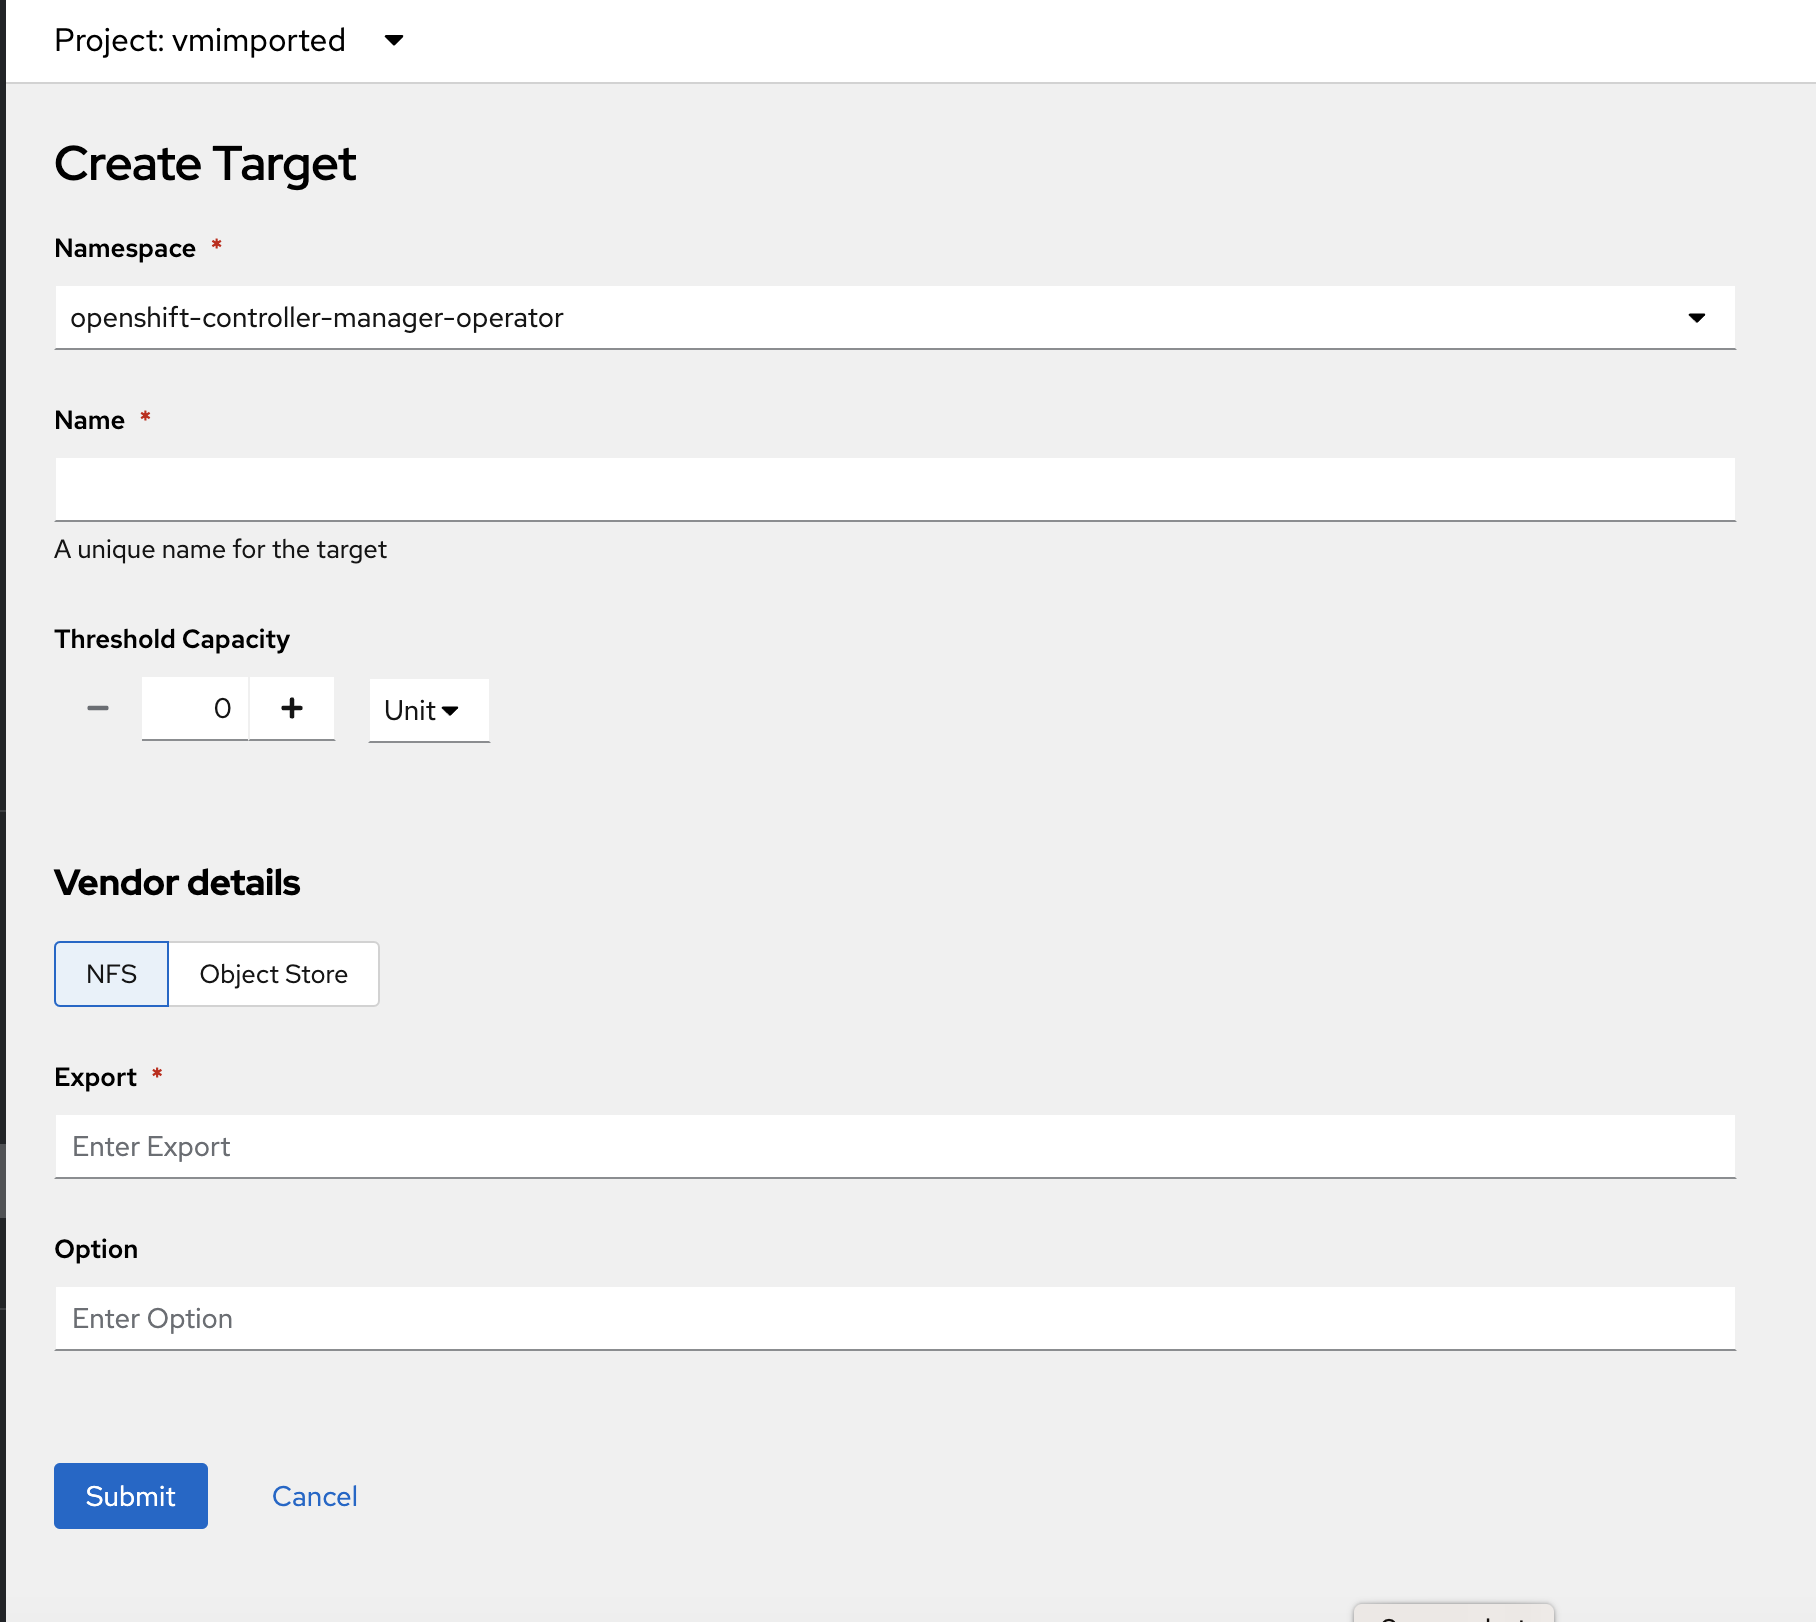 Project: vmimported
Create Target
Namespace *
openshift-controller-manager-operator
Name *
A unique name for the target
Threshold Capacity
0 Unit
Vendor details
NFS Object Store
Export *
Enter Export
Option
Enter Option
Submit Cancel